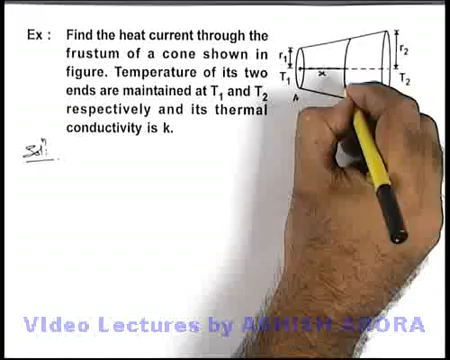 Ex : Find the heat current through the
frustum of a cone shown in
figure. Temperature of its two
ends are maintained at T1 and T2
respectively and its thermal
conductivity is k.
Solⁿ:
r1
T1
x
A
r2
T2
Video Lectures by ASHISH ARORA